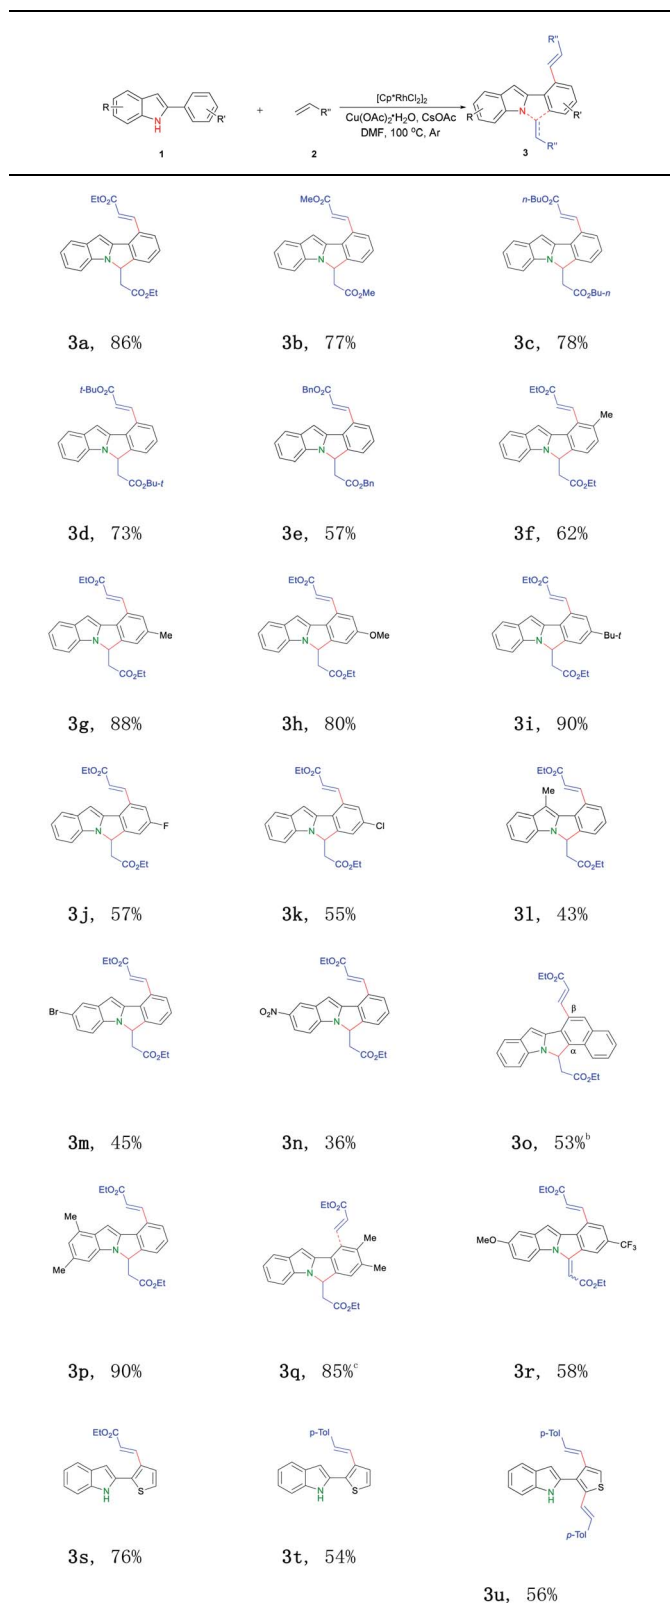 R
N
H
R'
1
+
R"
2
[Cp*RhCl2]2
Cu(OAc)2•H2O, CsOAc
DMF, 100 ºC, Ar
R"
R
N
R'
R"
3
EtO2C
N
CO2Et
3a, 86%
MeO2C
N
CO2Me
3b, 77%
n-BuO2C
N
CO2Bu-n
3c, 78%
t-BuO2C
N
CO2Bu-t
3d, 73%
BnO2C
N
CO2Bn
3e, 57%
EtO2C
Me
N
CO2Et
3f, 62%
EtO2C
Me
N
CO2Et
3g, 88%
EtO2C
OMe
N
CO2Et
3h, 80%
EtO2C
Bu-t
N
CO2Et
3i, 90%
EtO2C
F
N
CO2Et
3j, 57%
EtO2C
Cl
N
CO2Et
3k, 55%
EtO2C
Me
N
CO2Et
3l, 43%
EtO2C
Br
N
CO2Et
3m, 45%
EtO2C
O2N
N
CO2Et
3n, 36%
EtO2C
β
N
α
CO2Et
3o, 53%b
EtO2C
Me
N
Me
CO2Et
3p, 90%
EtO2C
Me
N
Me
CO2Et
3q, 85%c
EtO2C
MeO
N
CF3
CO2Et
3r, 58%
EtO2C
N
H
S
3s, 76%
p-Tol
N
H
S
3t, 54%
p-Tol
N
H
S
p-Tol
3u, 56%